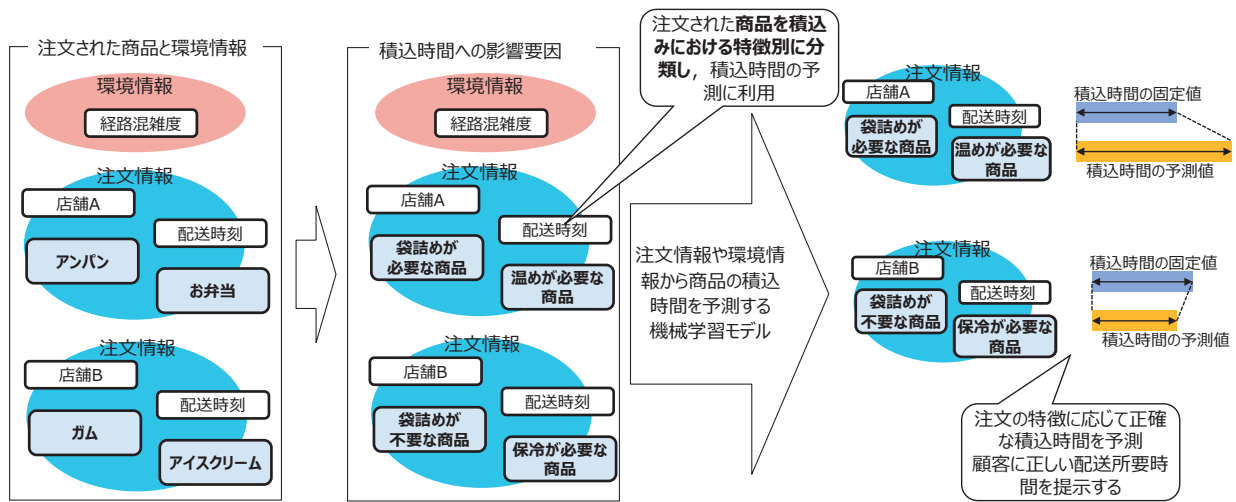 注文された商品と環境情報
環境情報
経路混雑度
注文情報
店舗A
配送時刻
アンパン
お弁当
注文情報
店舗B
配送時刻
ガム
アイスクリーム
積込時間への影響要因
環境情報
経路混雑度
注文情報
店舗A
配送時刻
袋詰めが
必要な商品
温めが必要な
商品
注文情報
店舗B
配送時刻
袋詰めが
不要な商品
保冷が必要な
商品
注文された商品を積込
みにおける特徴別に分
類し，積込時間の予
測に利用
注文情報や環境情
報から商品の積込
時間を予測する
機械学習モデル
注文情報
店舗A
配送時刻
袋詰めが
必要な商品
温めが必要な
商品
積込時間の固定値
積込時間の予測値
注文情報
店舗B
配送時刻
袋詰めが
不要な商品
保冷が必要な
商品
積込時間の固定値
積込時間の予測値
注文の特徴に応じて正確
な積込時間を予測
顧客に正しい配送所要時
間を提示する